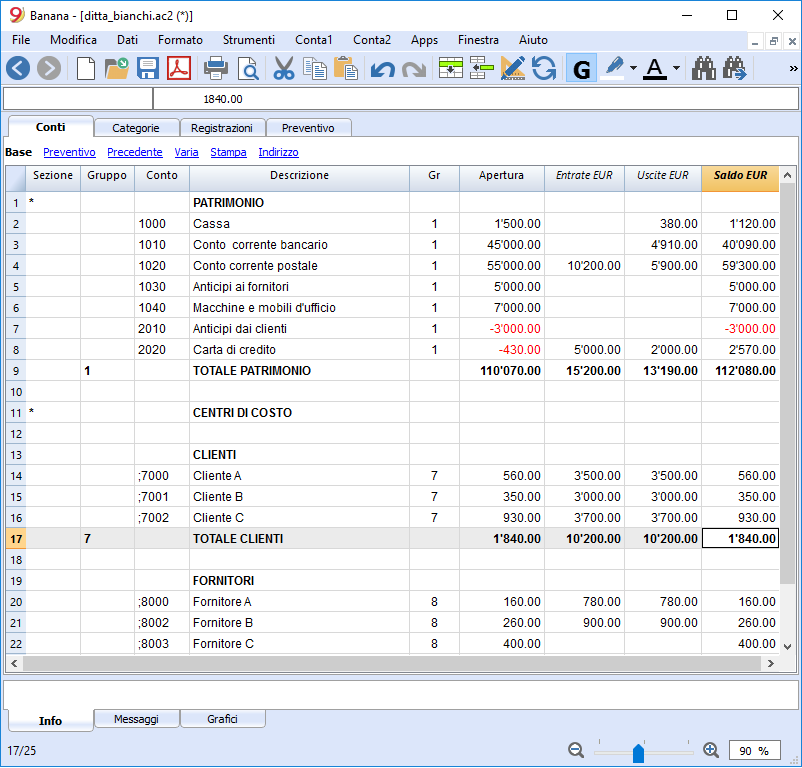 Banana - [ditta_bianchi.ac2 (*)]
File Modifica Dati Formato Strumenti Conta1 Conta2 Apps Finestra Aiuto
G A »
1840.00
Conti Categorie Registrazioni Preventivo
Base Preventivo Precedente Varia Stampa Indirizzo
Sezione Gruppo Conto Descrizione Gr Apertura Entrate EUR Uscite EUR Saldo EUR
1 * PATRIMONIO
2 1000 Cassa 1 1'500.00 380.00 1'120.00
3 1010 Conto corrente bancario 1 45'000.00 4'910.00 40'090.00
4 1020 Conto corrente postale 1 55'000.00 10'200.00 5'900.00 59'300.00
5 1030 Anticipi ai fornitori 1 5'000.00 5'000.00
6 1040 Macchine e mobili d'ufficio 1 7'000.00 7'000.00
7 2010 Anticipi dai clienti 1 -3'000.00 -3'000.00
8 2020 Carta di credito 1 -430.00 5'000.00 2'000.00 2'570.00
9 1 TOTALE PATRIMONIO 110'070.00 15'200.00 13'190.00 112'080.00
10
11 * CENTRI DI COSTO
12
13 CLIENTI
14 ;7000 Cliente A 7 560.00 3'500.00 3'500.00 560.00
15 ;7001 Cliente B 7 350.00 3'000.00 3'000.00 350.00
16 ;7002 Cliente C 7 930.00 3'700.00 3'700.00 930.00
17 7 TOTALE CLIENTI 1'840.00 10'200.00 10'200.00 1'840.00
18
19 FORNITORI
20 ;8000 Fornitore A 8 160.00 780.00 780.00 160.00
21 ;8002 Fornitore B 8 260.00 900.00 900.00 260.00
22 ;8003 Fornitore C 8 400.00 400.00
Info Messaggi Grafici
17/25 90 %